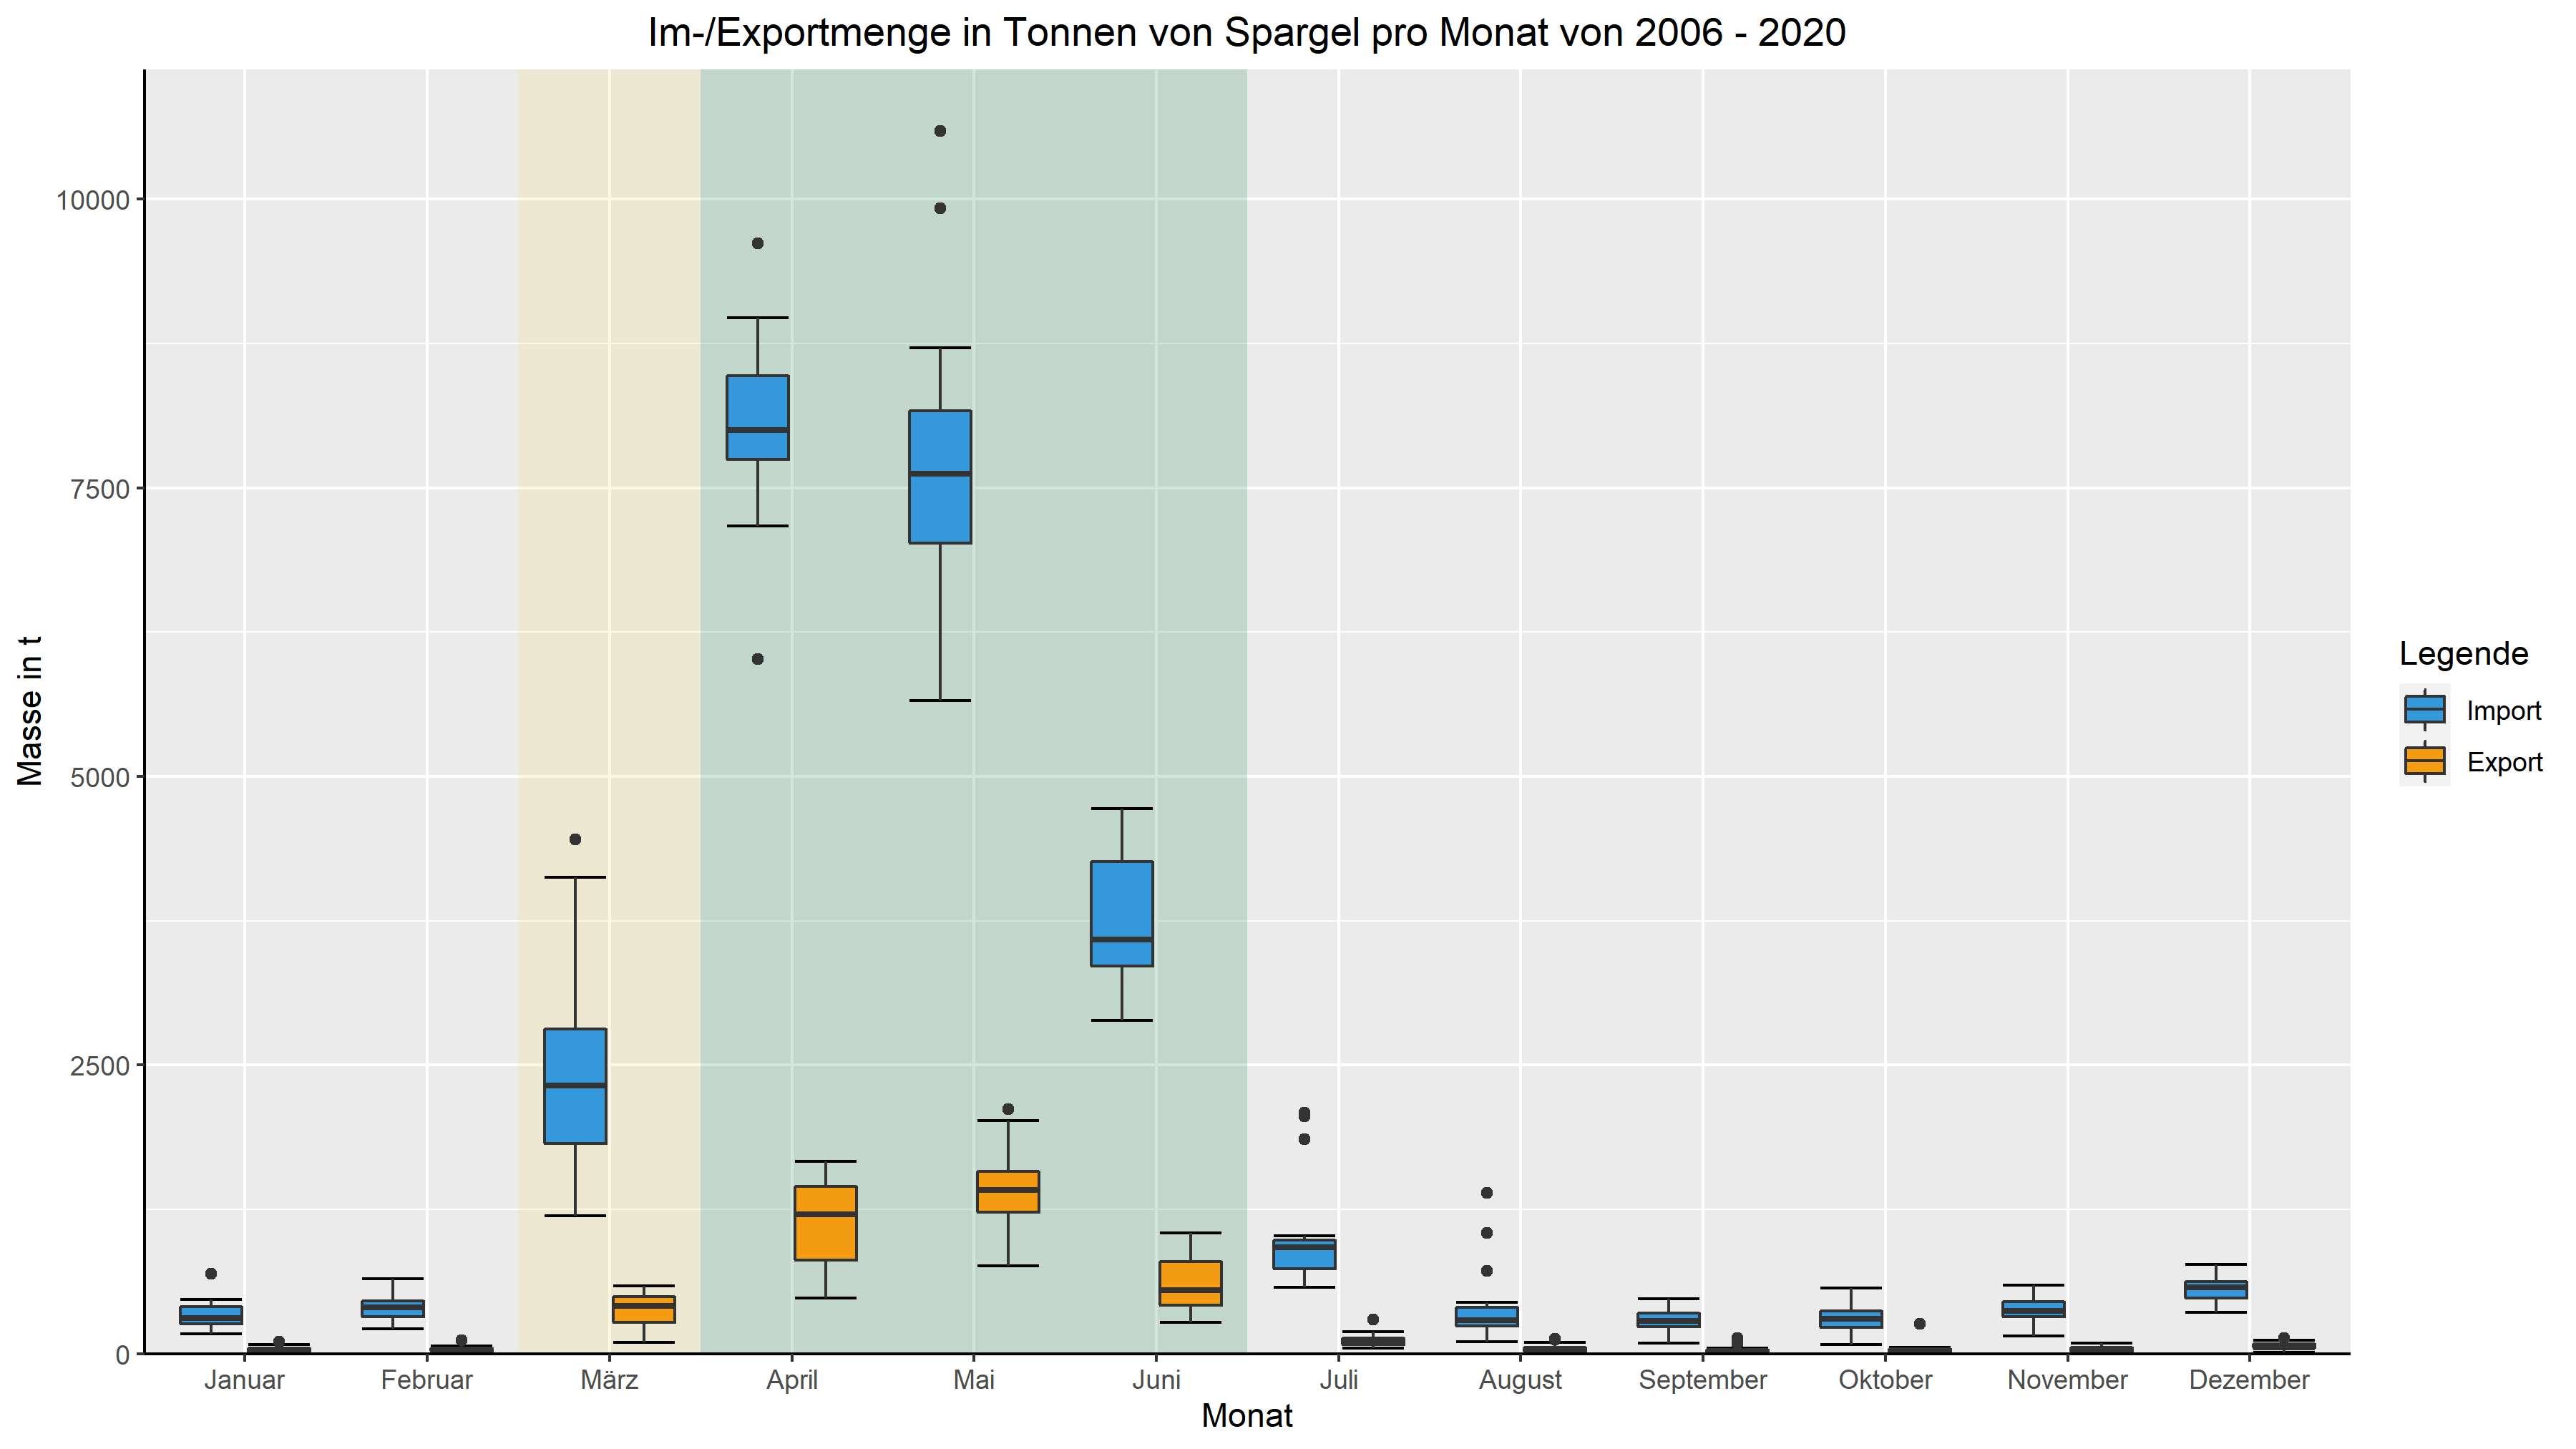 Im-/Exportmenge in Tonnen von Spargel pro Monat von 2006 - 2020
Masse in t
10000
7500
5000
2500
0
Januar Februar März April Mai Juni Juli August September Oktober November Dezember
Monat
Legende
Import
Export